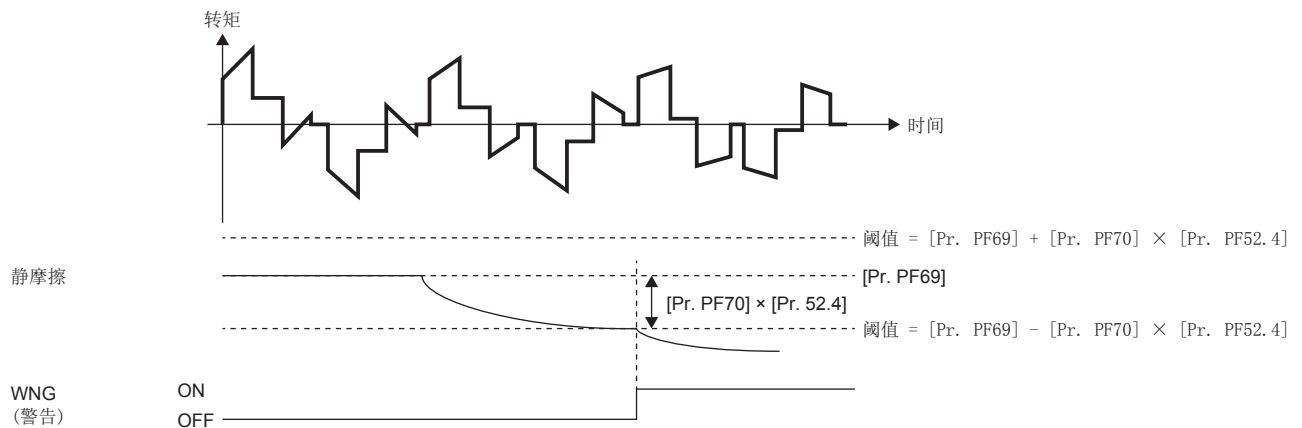 转矩
时间
阈值 = [Pr. PF69] + [Pr. PF70] × [Pr. PF52.4]
静摩擦
[Pr. PF69]
[Pr. PF70] × [Pr. 52.4]
阈值 = [Pr. PF69] − [Pr. PF70] × [Pr. PF52.4]
WNG
(警告)
ON
OFF